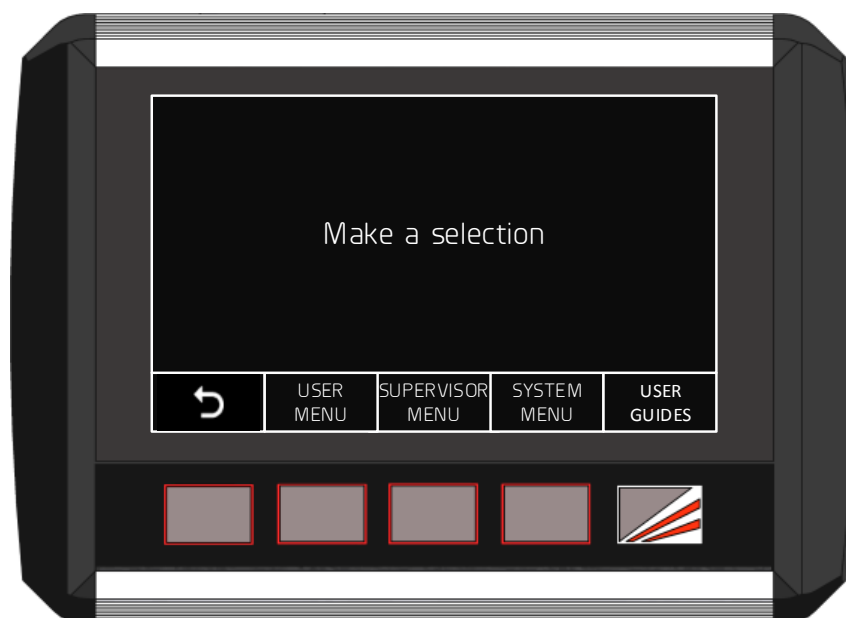 Make a selection
USER
MENU
SUPERVISOR
MENU
SYSTEM
MENU
USER
GUIDES